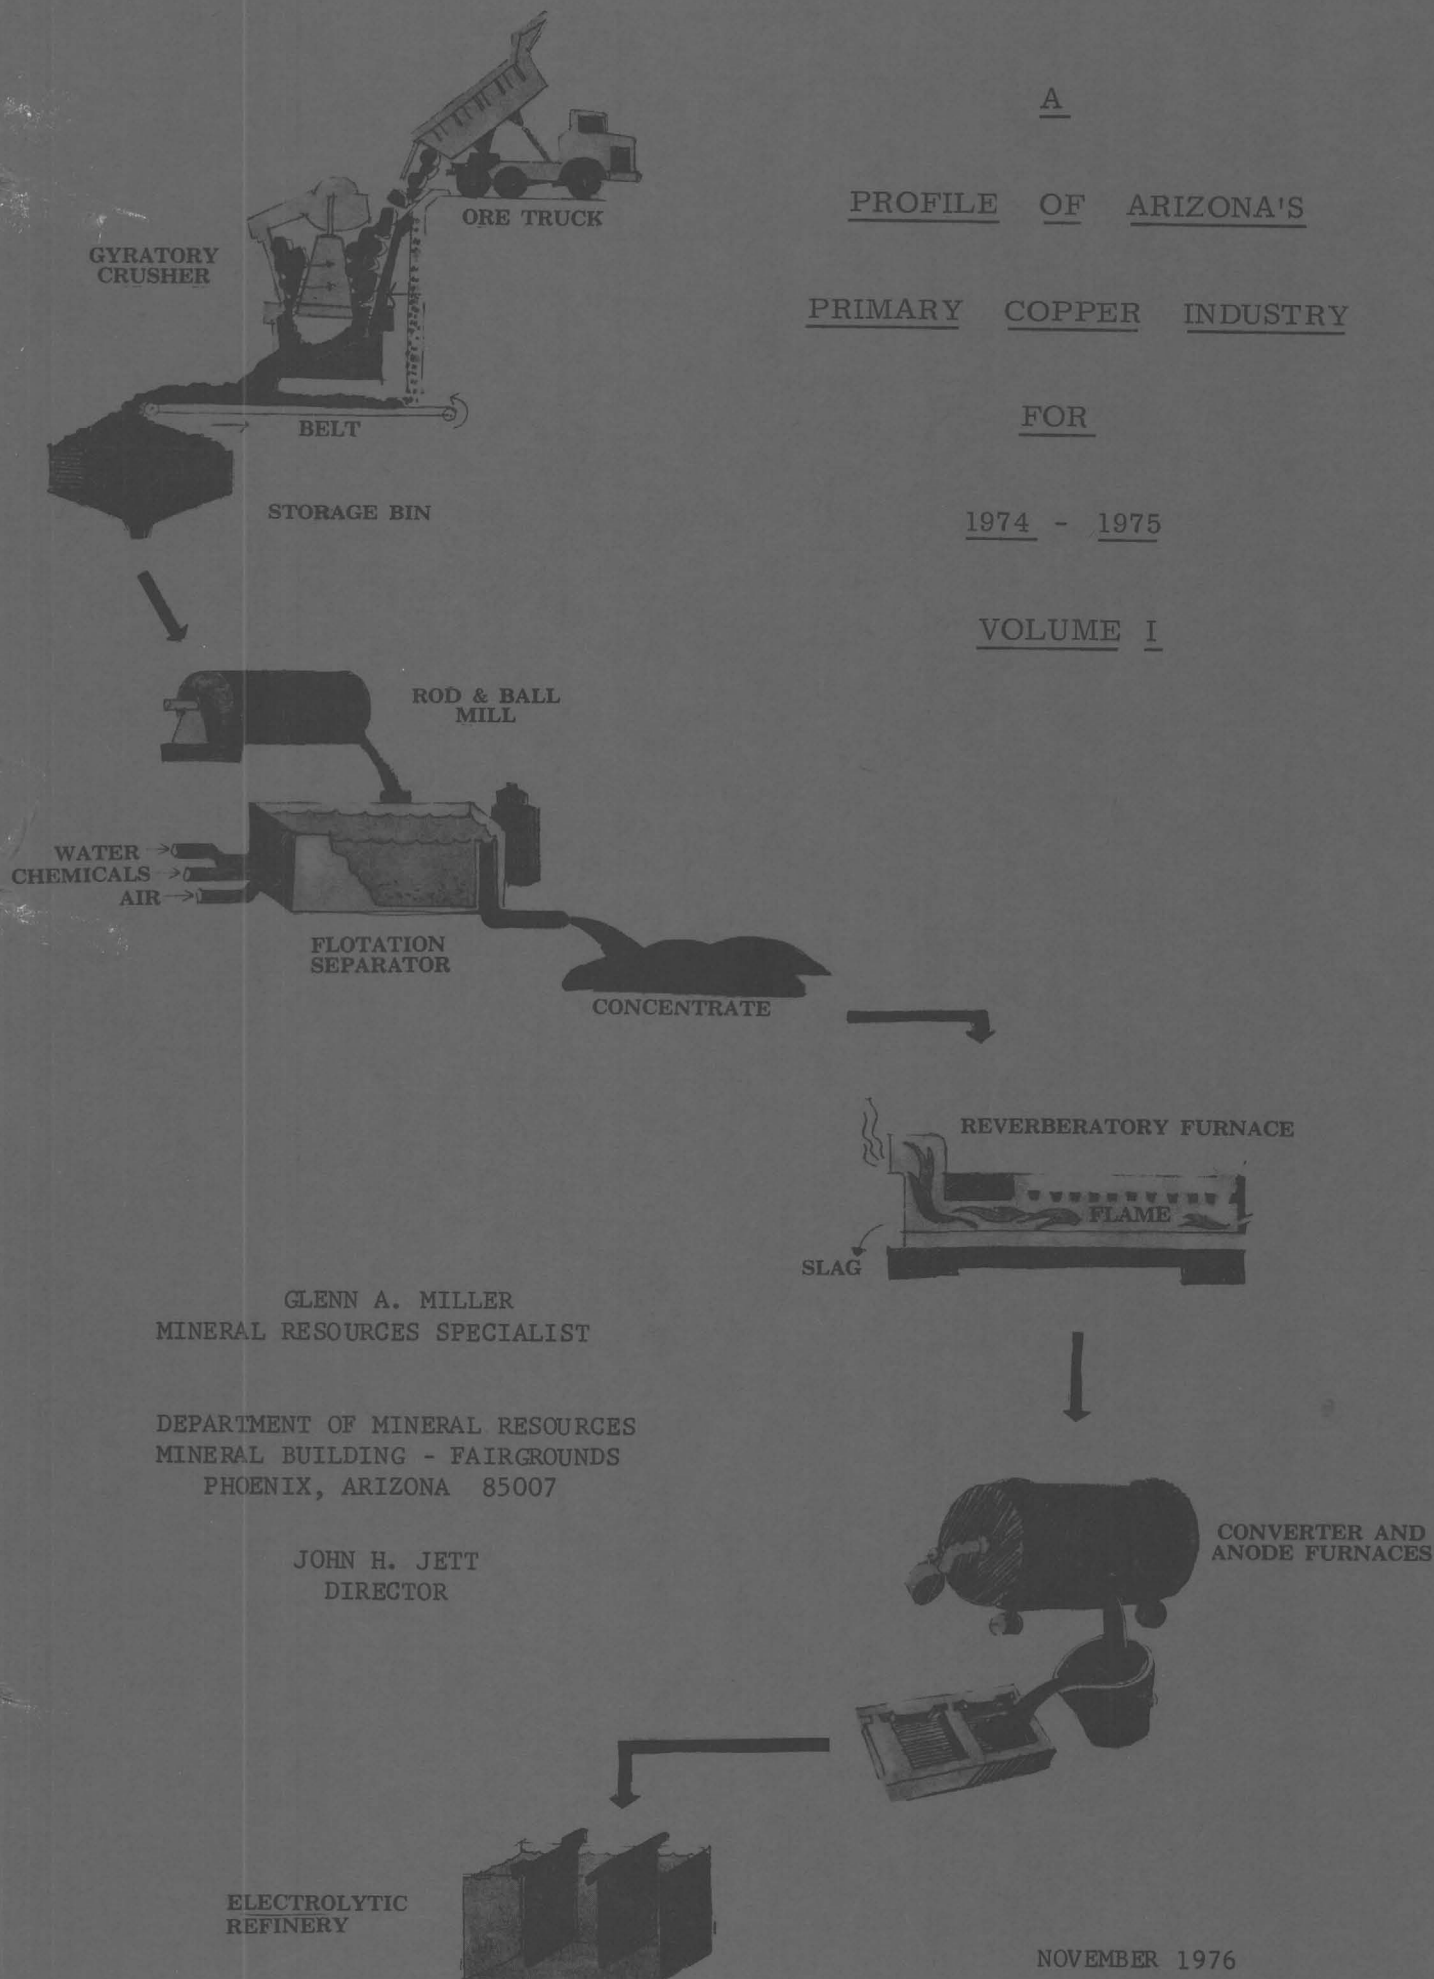 A
PROFILE OF ARIZONA'S
PRIMARY COPPER INDUSTRY
FOR
1974 - 1975
VOLUME I
ORE TRUCK
GYRATORY
CRUSHER
BELT
STORAGE BIN
ROD & BALL
MILL
WATER
CHEMICALS
AIR
FLOTATION
SEPARATOR
CONCENTRATE
REVERBERATORY FURNACE
FLAME
SLAG
GLENN A. MILLER
MINERAL RESOURCES SPECIALIST
DEPARTMENT OF MINERAL RESOURCES
MINERAL BUILDING - FAIRGROUNDS
PHOENIX, ARIZONA 85007
JOHN H. JETT
DIRECTOR
CONVERTER AND
ANODE FURNACES
ELECTROLYTIC
REFINERY
NOVEMBER 1976